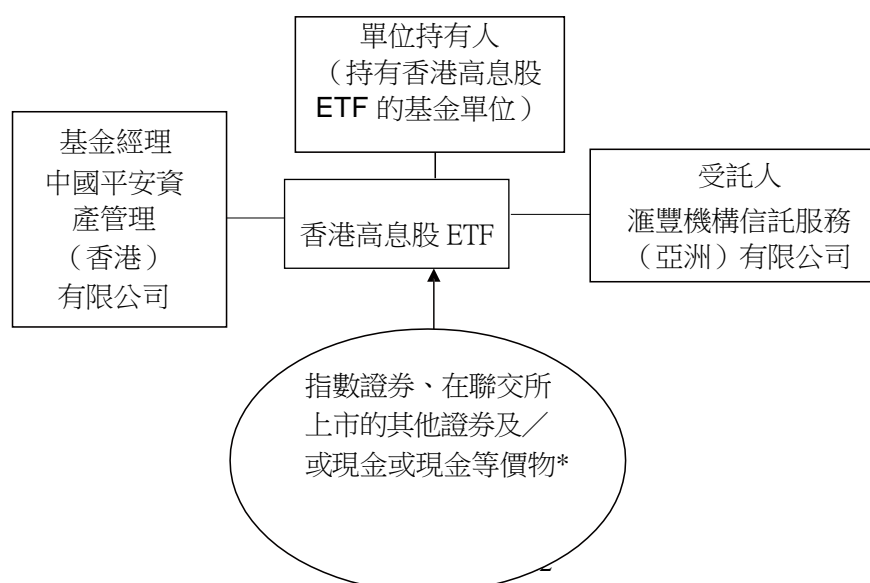 單位持有人
（持有香港高息股
ETF 的基金單位）
基金經理
中國平安資
產管理
（香港）
有限公司
香港高息股 ETF
受託人
滙豐機構信託服務
（亞洲）有限公司
指數證券、在聯交所
上市的其他證券及／
或現金或現金等價物*